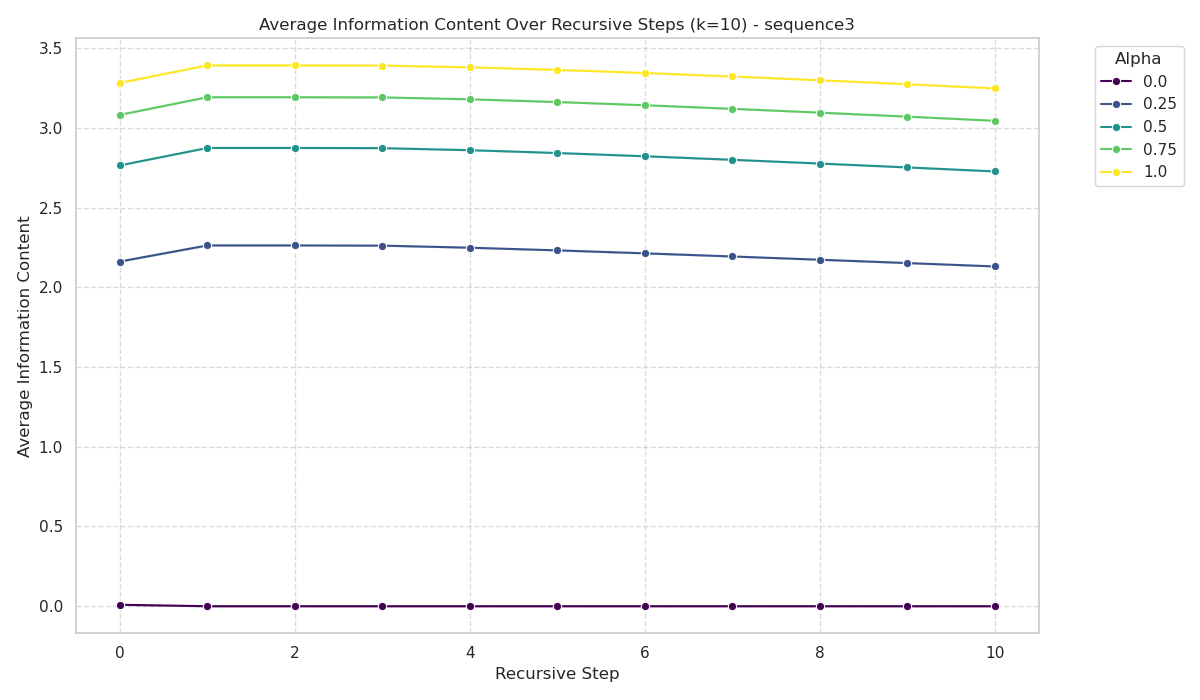 Average Information Content Over Recursive Steps (k=10) - sequence3
Alpha
0.0
0.25
0.5
0.75
1.0
Average Information Content
3.5
3.0
2.5
2.0
1.5
1.0
0.5
0.0
0 2 4 6 8 10
Recursive Step